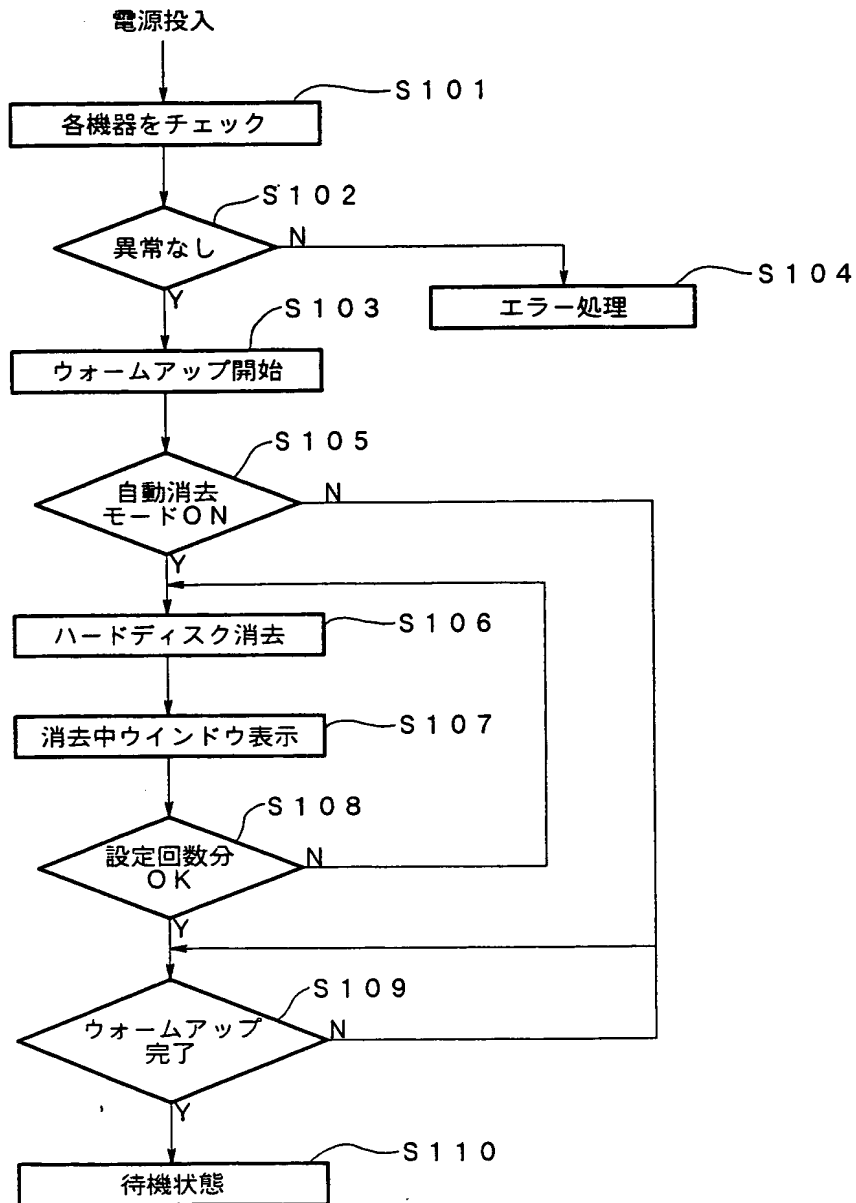 電源投入
S101
各機器をチェック
S102
異常なし
N
Y
S104
エラー処理
S103
ウォームアップ開始
S105
自動消去
モードON
N
Y
S106
ハードディスク消去
S107
消去中ウインドウ表示
S108
設定回数分
OK
N
Y
S109
ウォームアップ
完了
N
Y
S110
待機状態